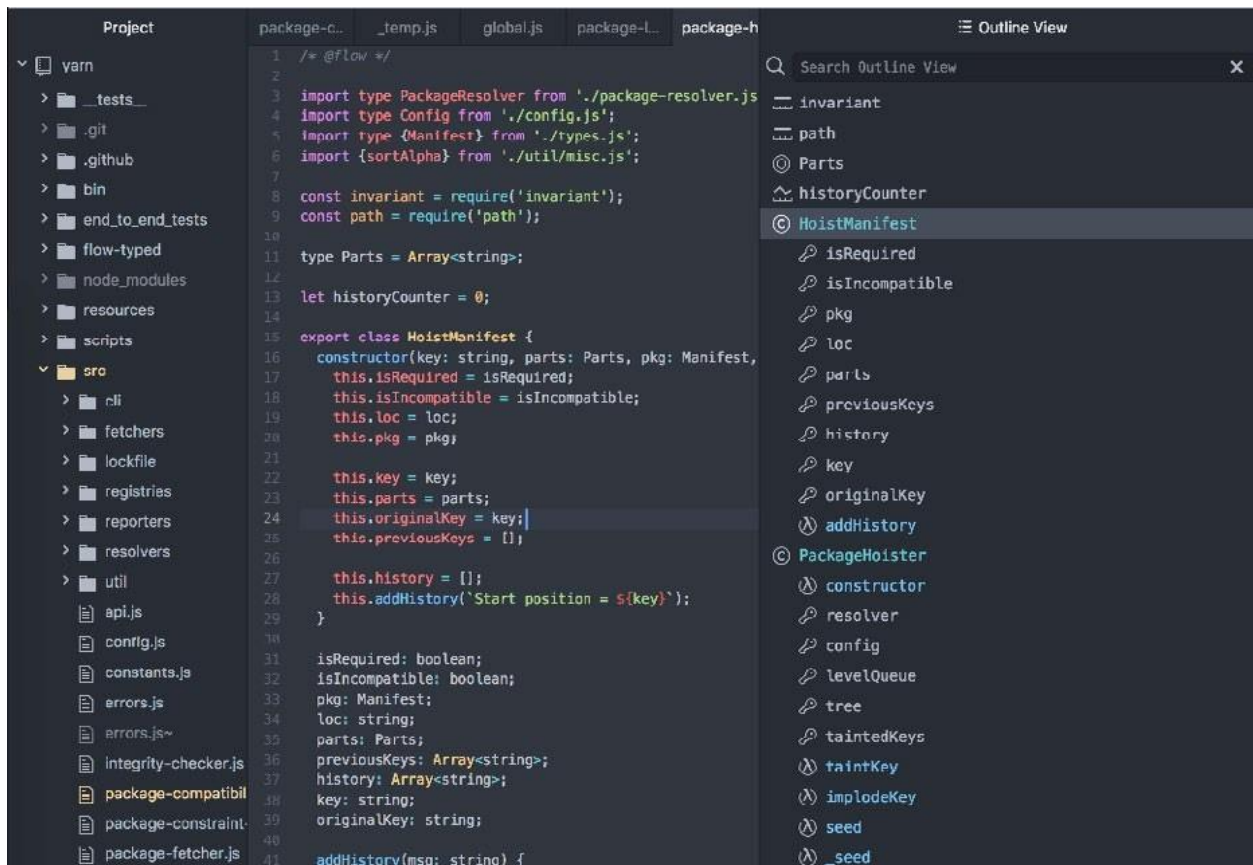 Project
yarn
__tests__
.git
.github
bin
end_to_end_tests
flow-typed
node_modules
resources
scripts
src
cli
fetchers
lockfile
registries
reporters
resolvers
util
api.js
config.js
constants.js
errors.js
errors.js~
integrity-checker.js
package-compatibil
package-constraint-
package-fetcher.js
package-c... _temp.js global.js package-l... package-h
1 /* @flow */
2
3 import type PackageResolver from './package-resolver.js
4 import type Config from './config.js';
5 import type {Manifest} from './types.js';
6 import {sortAlpha} from './util/misc.js';
7
8 const invariant = require('invariant');
9 const path = require('path');
10
11 type Parts = Array<string>;
12
13 let historyCounter = 0;
14
15 export class HoistManifest {
16 constructor(key: string, parts: Parts, pkg: Manifest,
17 this.isRequired = isRequired;
18 this.isIncompatible = isIncompatible;
19 this.loc = loc;
20 this.pkg = pkg;
21
22 this.key = key;
23 this.parts = parts;
24 this.originalKey = key;
25 this.previousKeys = [];
26
27 this.history = [];
28 this.addHistory(`Start position = ${key}`);
29 }
30
31 isRequired: boolean;
32 isIncompatible: boolean;
33 pkg: Manifest;
34 loc: string;
35 parts: Parts;
36 previousKeys: Array<string>;
37 history: Array<string>;
38 key: string;
39 originalKey: string;
40
41 addHistory(msg: string) {
Outline View
Search Outline View
invariant
path
Parts
historyCounter
HoistManifest
isRequired
isIncompatible
pkg
loc
parts
previousKeys
history
key
originalKey
addHistory
PackageHoister
constructor
resolver
config
levelQueue
tree
taintedKeys
taintKey
implodeKey
seed
_seed